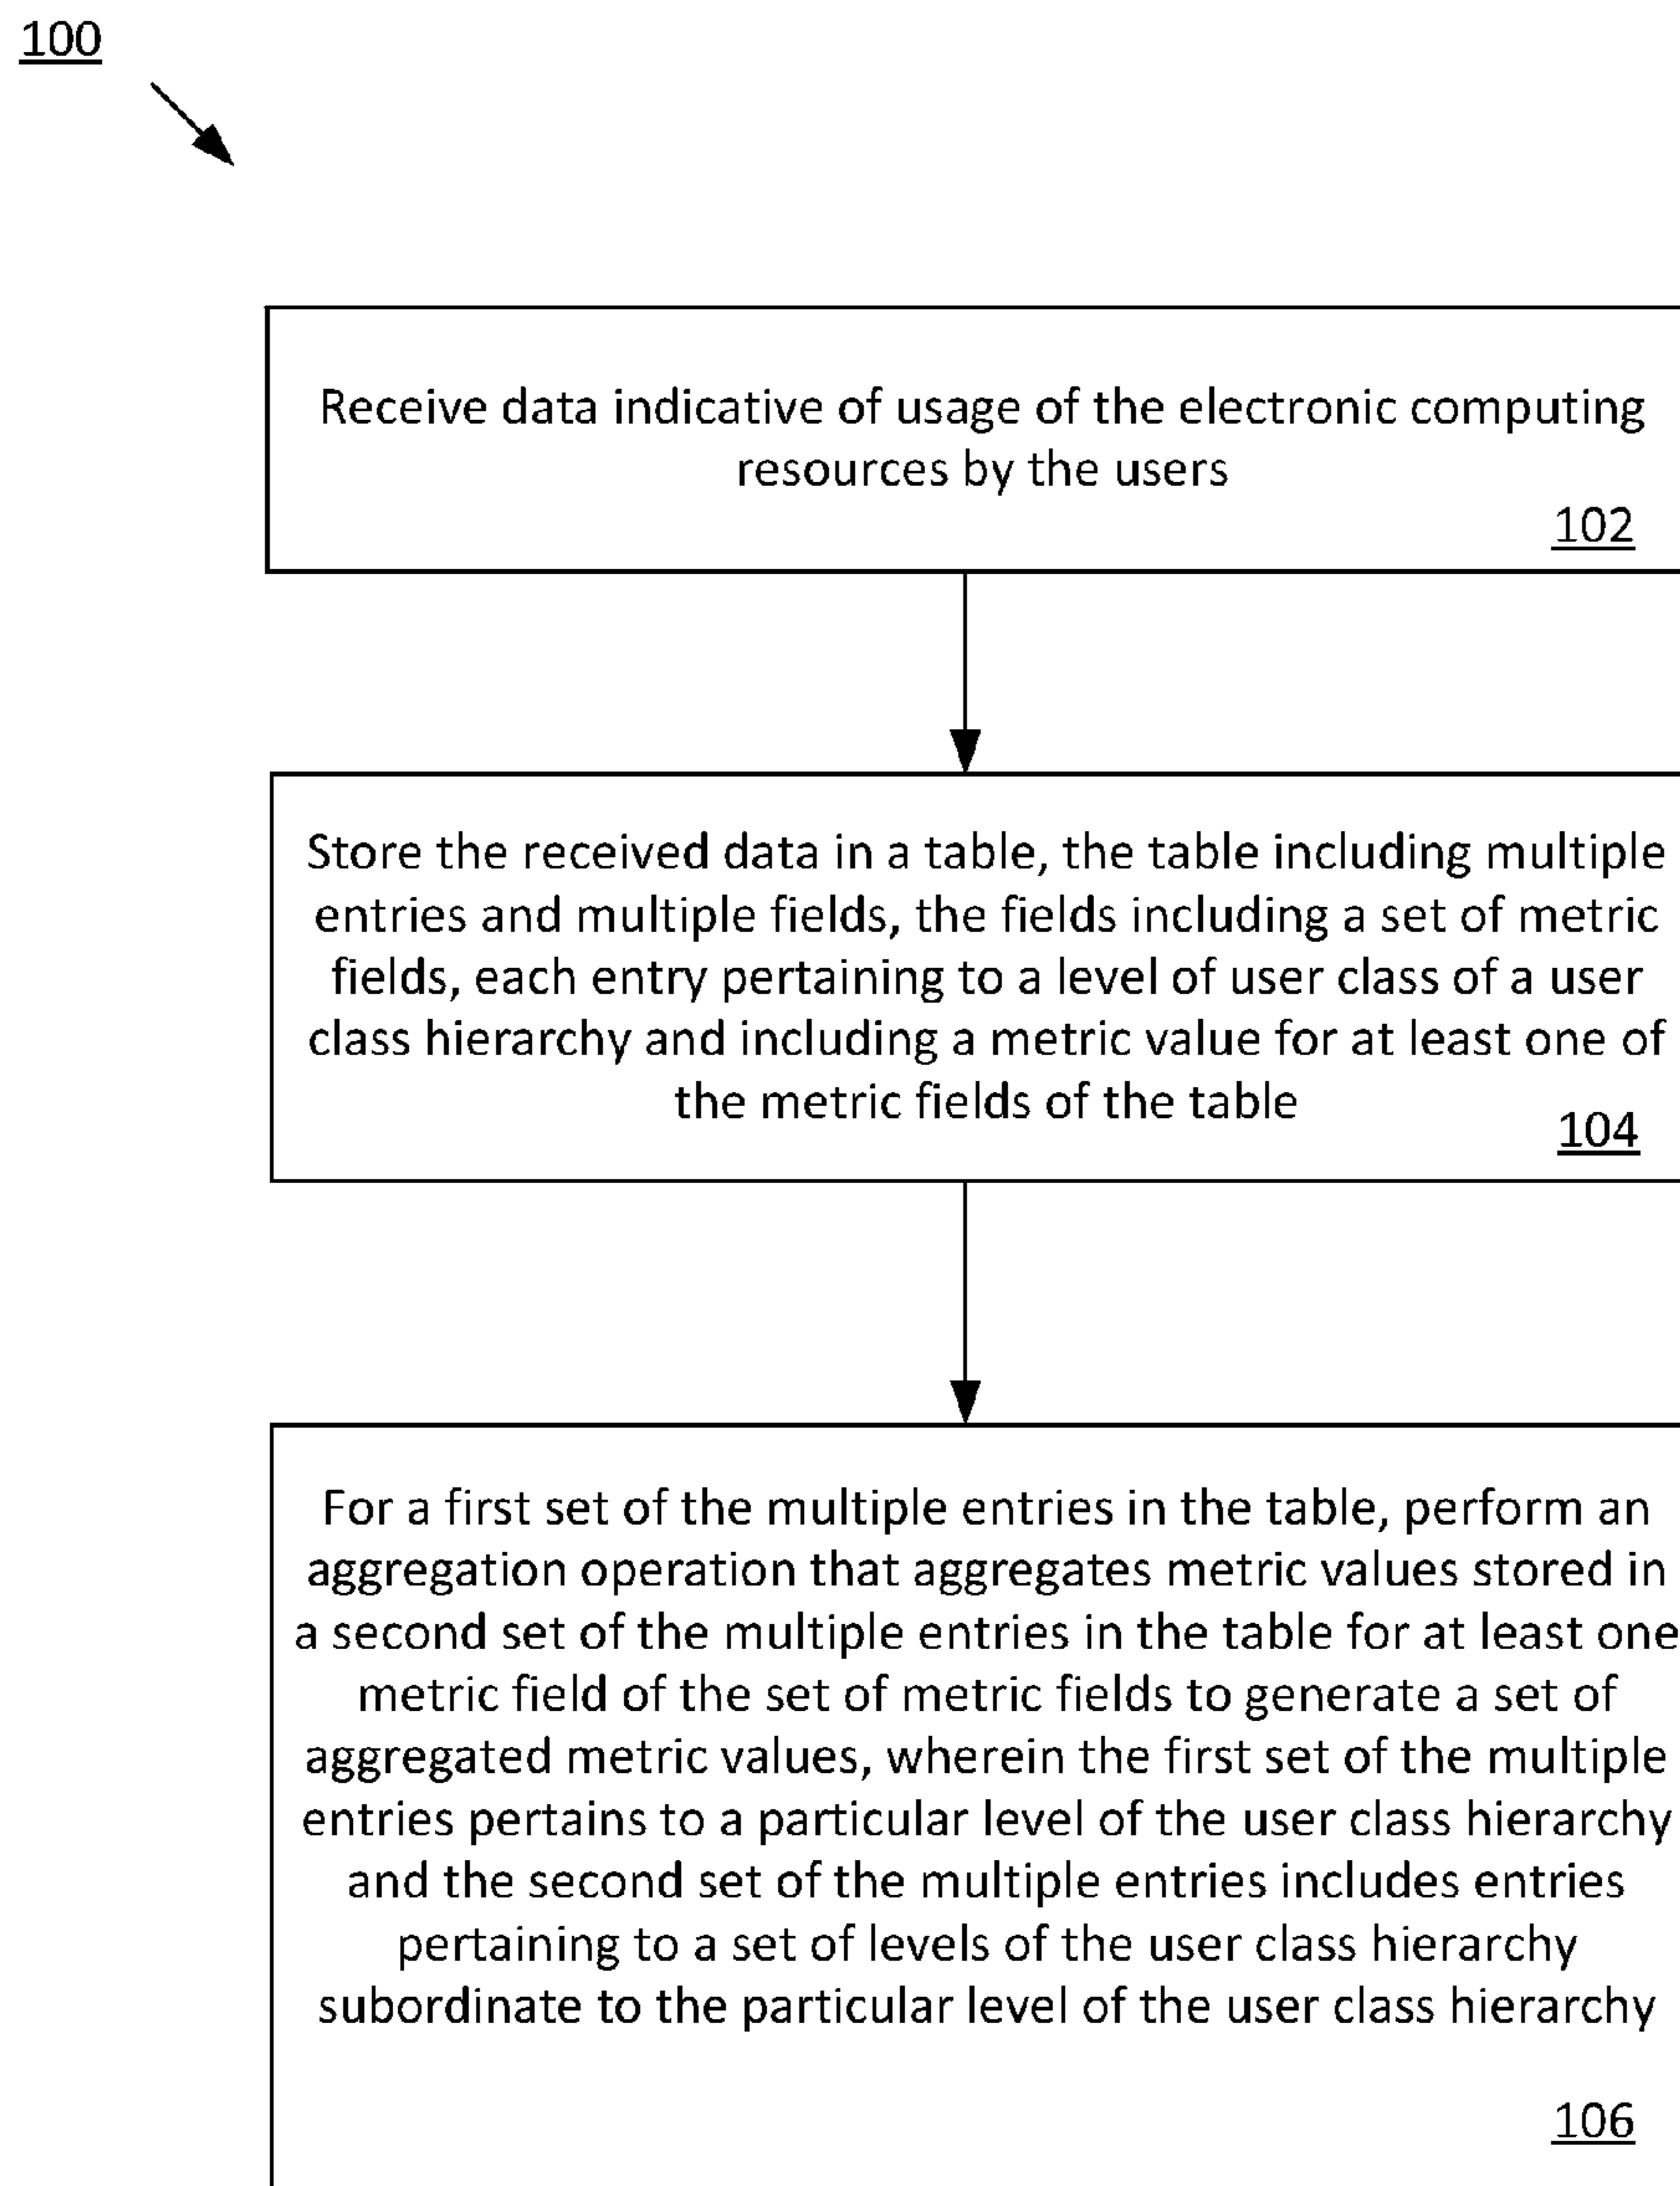 100
Receive data indicative of usage of the electronic computing
resources by the users
102
Store the received data in a table, the table including multiple
entries and multiple fields, the fields including a set of metric
fields, each entry pertaining to a level of user class of a user
class hierarchy and including a metric value for at least one of
the metric fields of the table
104
For a first set of the multiple entries in the table, perform an
aggregation operation that aggregates metric values stored in
a second set of the multiple entries in the table for at least one
metric field of the set of metric fields to generate a set of
aggregated metric values, wherein the first set of the multiple
entries pertains to a particular level of the user class hierarchy
and the second set of the multiple entries includes entries
pertaining to a set of levels of the user class hierarchy
subordinate to the particular level of the user class hierarchy
106